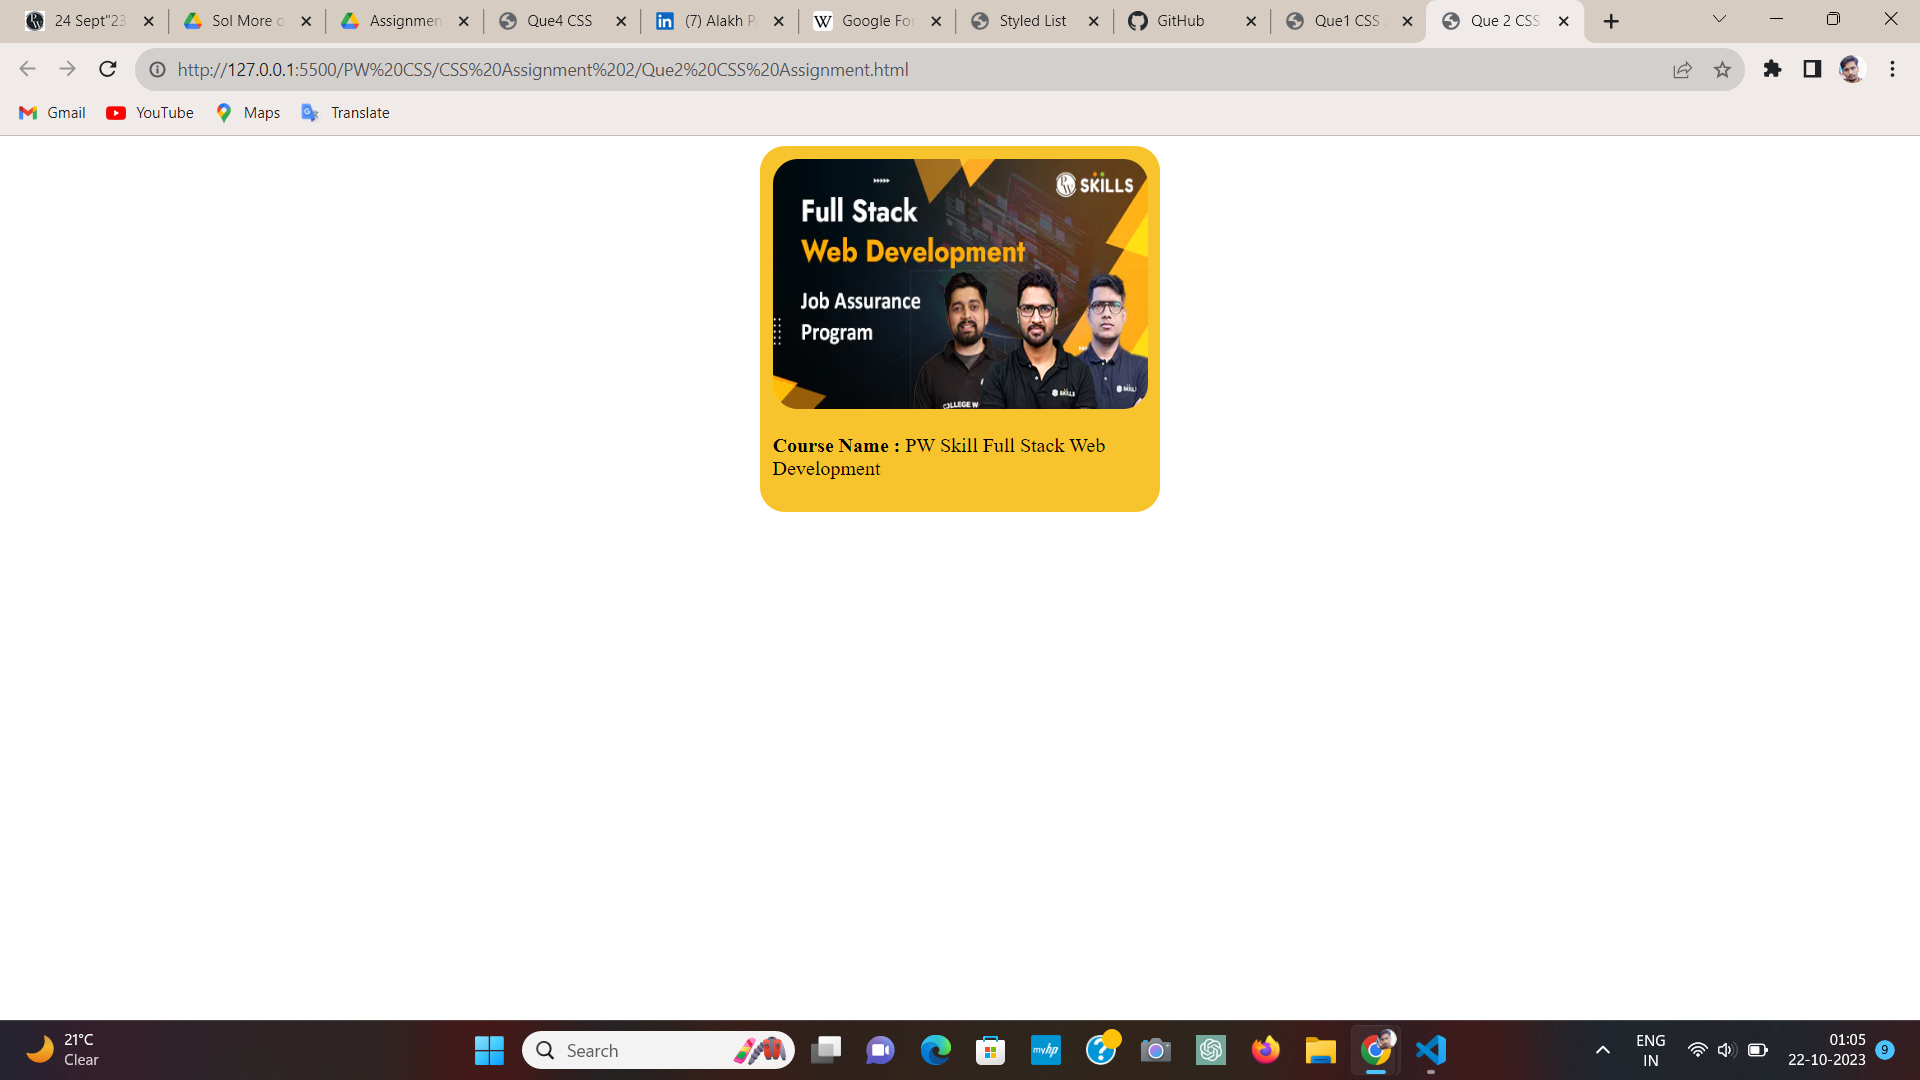 24 Sept"23
Sol More o
Assignmen
Que4 CSS
(7) Alakh P
Google For
Styled List
GitHub
Que1 CSS
Que 2 CSS
http://127.0.0.1:5500/PW%20CSS/CSS%20Assignment%202/Que2%20CSS%20Assignment.html
Gmail
YouTube
Maps
Translate
SKILLS
Full Stack
Web Development
Job Assurance
Program
COLLEGE W
SKILLS
SKILL
Course Name : PW Skill Full Stack Web
Development
21°C
Clear
Search
myhp
ENG
IN
01:05
22-10-2023
9